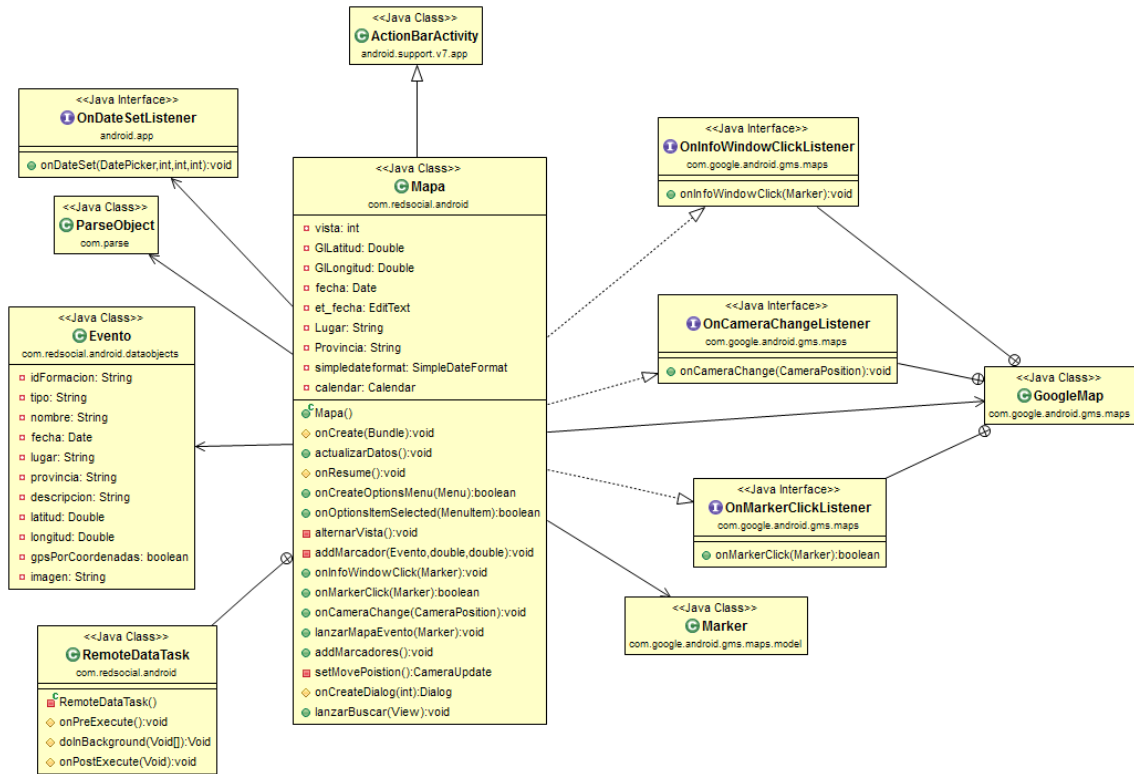 <<Java Class>>
ActionBarActivity
android.support.v7.app
<<Java Interface>>
OnDateSetListener
android.app
onDateSet(DatePicker,int,int,int):void
<<Java Class>>
ParseObject
com.parse
<<Java Class>>
Evento
com.redsocial.android.dataobjects
idFormacion: String
tipo: String
nombre: String
fecha: Date
lugar: String
provincia: String
descripcion: String
latitud: Double
longitud: Double
gpsPorCoordenadas: boolean
imagen: String
<<Java Class>>
RemoteDataTask
com.redsocial.android
RemoteDataTask()
onPreExecute():void
doInBackground(Void[]):Void
onPostExecute(Void):void
<<Java Class>>
Mapa
com.redsocial.android
vista: int
GlLatitud: Double
GlLongitud: Double
fecha: Date
et_fecha: EditText
Lugar: String
Provincia: String
simpledateformat: SimpleDateFormat
calendar: Calendar
Mapa()
onCreate(Bundle):void
actualizarDatos():void
onResume():void
onCreateOptionsMenu(Menu):boolean
onOptionsItemSelected(MenuItem):boolean
alternarVista():void
addMarcador(Evento,double,double):void
onInfoWindowClick(Marker):void
onMarkerClick(Marker):boolean
onCameraChange(CameraPosition):void
lanzarMapaEvento(Marker):void
addMarcadores():void
setMovePoistion():CameraUpdate
onCreateDialog(int):Dialog
lanzarBuscar(View):void
<<Java Interface>>
OnInfoWindowClickListener
com.google.android.gms.maps
onInfoWindowClick(Marker):void
<<Java Interface>>
OnCameraChangeListener
com.google.android.gms.maps
onCameraChange(CameraPosition):void
<<Java Class>>
GoogleMap
com.google.android.gms.maps
<<Java Interface>>
OnMarkerClickListener
com.google.android.gms.maps
onMarkerClick(Marker):boolean
<<Java Class>>
Marker
com.google.android.gms.maps.model